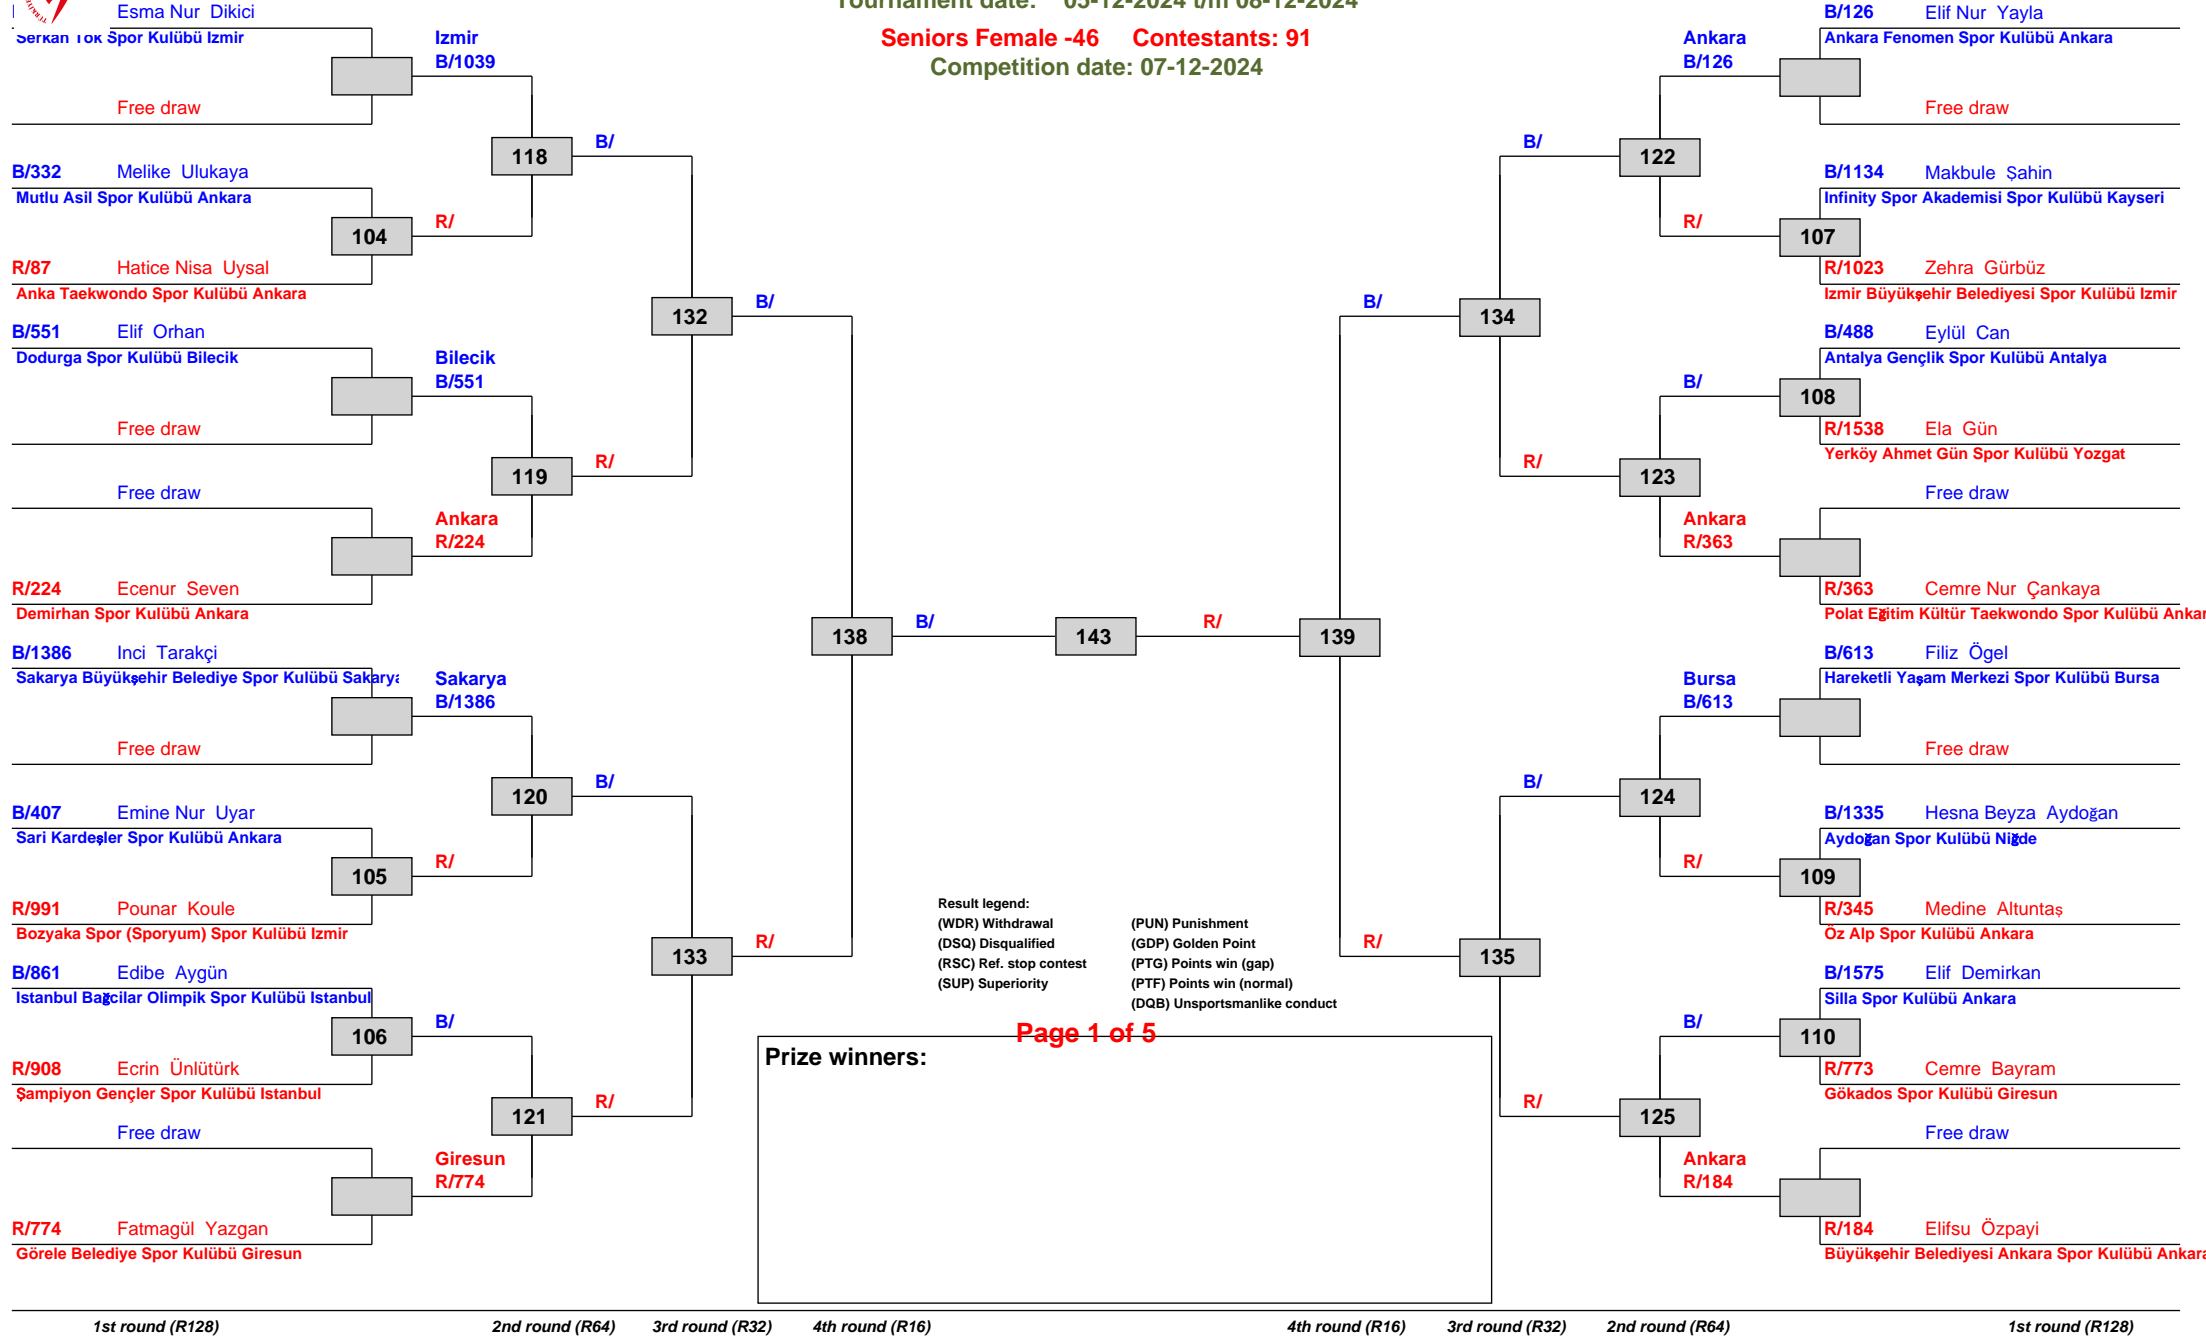 Tournament date: 05-12-2024 t/m 08-12-2024
Seniors Female -46 Contestants: 91
Competition date: 07-12-2024
Esma Nur Dikici
Serkan Tok Spor Kulübü Izmir
Free draw
Izmir
B/1039
B/332 Melike Ulukaya
Mutlu Asil Spor Kulübü Ankara
104
R/
R/87 Hatice Nisa Uysal
Anka Taekwondo Spor Kulübü Ankara
118
B/
B/551 Elif Orhan
Dodurga Spor Kulübü Bilecik
Free draw
Bilecik
B/551
Free draw
Ankara
R/224
R/224 Ecenur Seven
Demirhan Spor Kulübü Ankara
119
R/
132
B/
B/1386 Inci Tarakçi
Sakarya Büyükşehir Belediye Spor Kulübü Sakarya
Free draw
Sakarya
B/1386
B/407 Emine Nur Uyar
Sari Kardeşler Spor Kulübü Ankara
105
R/
R/991 Pounar Koule
Bozyaka Spor (Sporyum) Spor Kulübü Izmir
120
B/
B/861 Edibe Aygün
Istanbul Bağcilar Olimpik Spor Kulübü Istanbul
106
B/
R/908 Ecrin Ünlütürk
Şampiyon Gençler Spor Kulübü Istanbul
Free draw
Giresun
R/774
R/774 Fatmagül Yazgan
Görele Belediye Spor Kulübü Giresun
121
R/
133
R/
138
B/
143
R/
139
B/126 Elif Nur Yayla
Ankara Fenomen Spor Kulübü Ankara
Ankara
B/126
Free draw
B/1134 Makbule Şahin
Infinity Spor Akademisi Spor Kulübü Kayseri
R/
107
R/1023 Zehra Gürbüz
Izmir Büyükşehir Belediyesi Spor Kulübü Izmir
B/
122
B/488 Eylül Can
Antalya Gençlik Spor Kulübü Antalya
B/
108
R/1538 Ela Gün
Yerköy Ahmet Gün Spor Kulübü Yozgat
Free draw
Ankara
R/363
R/363 Cemre Nur Çankaya
Polat Eğitim Kültür Taekwondo Spor Kulübü Ankar
R/
123
B/
134
B/613 Filiz Ögel
Hareketli Yaşam Merkezi Spor Kulübü Bursa
Bursa
B/613
Free draw
B/1335 Hesna Beyza Aydoğan
Aydoğan Spor Kulübü Niğde
R/
109
R/345 Medine Altuntaş
Öz Alp Spor Kulübü Ankara
B/
124
B/1575 Elif Demirkan
Silla Spor Kulübü Ankara
B/
110
R/773 Cemre Bayram
Gökados Spor Kulübü Giresun
Free draw
Ankara
R/184
R/184 Elifsu Özpayi
Büyükşehir Belediyesi Ankara Spor Kulübü Ankara
R/
125
R/
135
Result legend:
(WDR) Withdrawal (PUN) Punishment
(DSQ) Disqualified (GDP) Golden Point
(RSC) Ref. stop contest (PTG) Points win (gap)
(SUP) Superiority (PTF) Points win (normal)
(DQB) Unsportsmanlike conduct
Page 1 of 5
Prize winners:
1st round (R128) 2nd round (R64) 3rd round (R32) 4th round (R16) 4th round (R16) 3rd round (R32) 2nd round (R64) 1st round (R128)